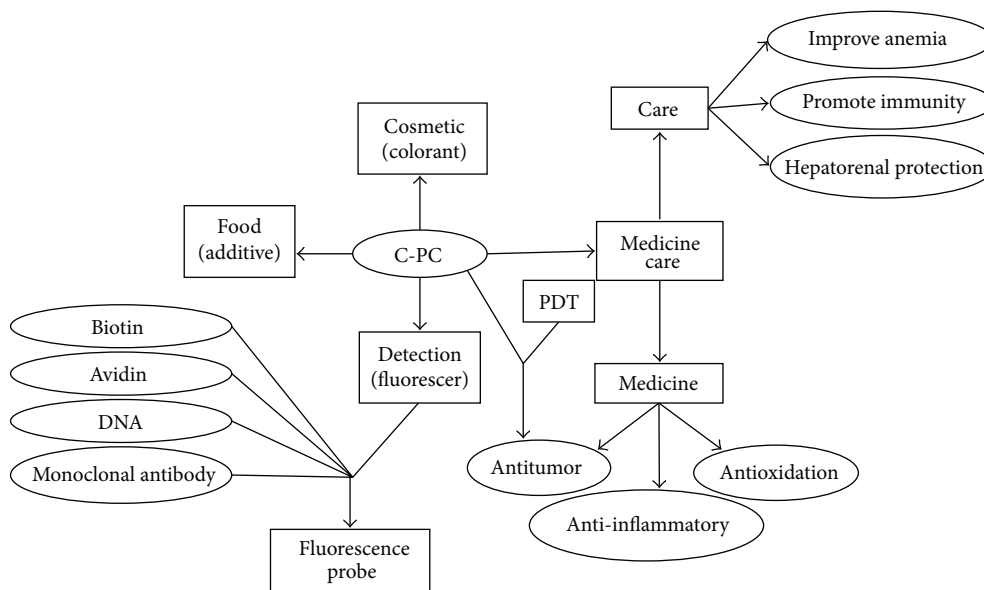 Improve anemia
Care
Promote immunity
Cosmetic
(colorant)
Hepatorenal protection
Food
(additive)
C-PC
Medicine
care
PDT
Biotin
Detection
(fluorescer)
Avidin
Medicine
DNA
Monoclonal antibody
Antitumor
Antioxidation
Anti-inflammatory
Fluorescence
probe